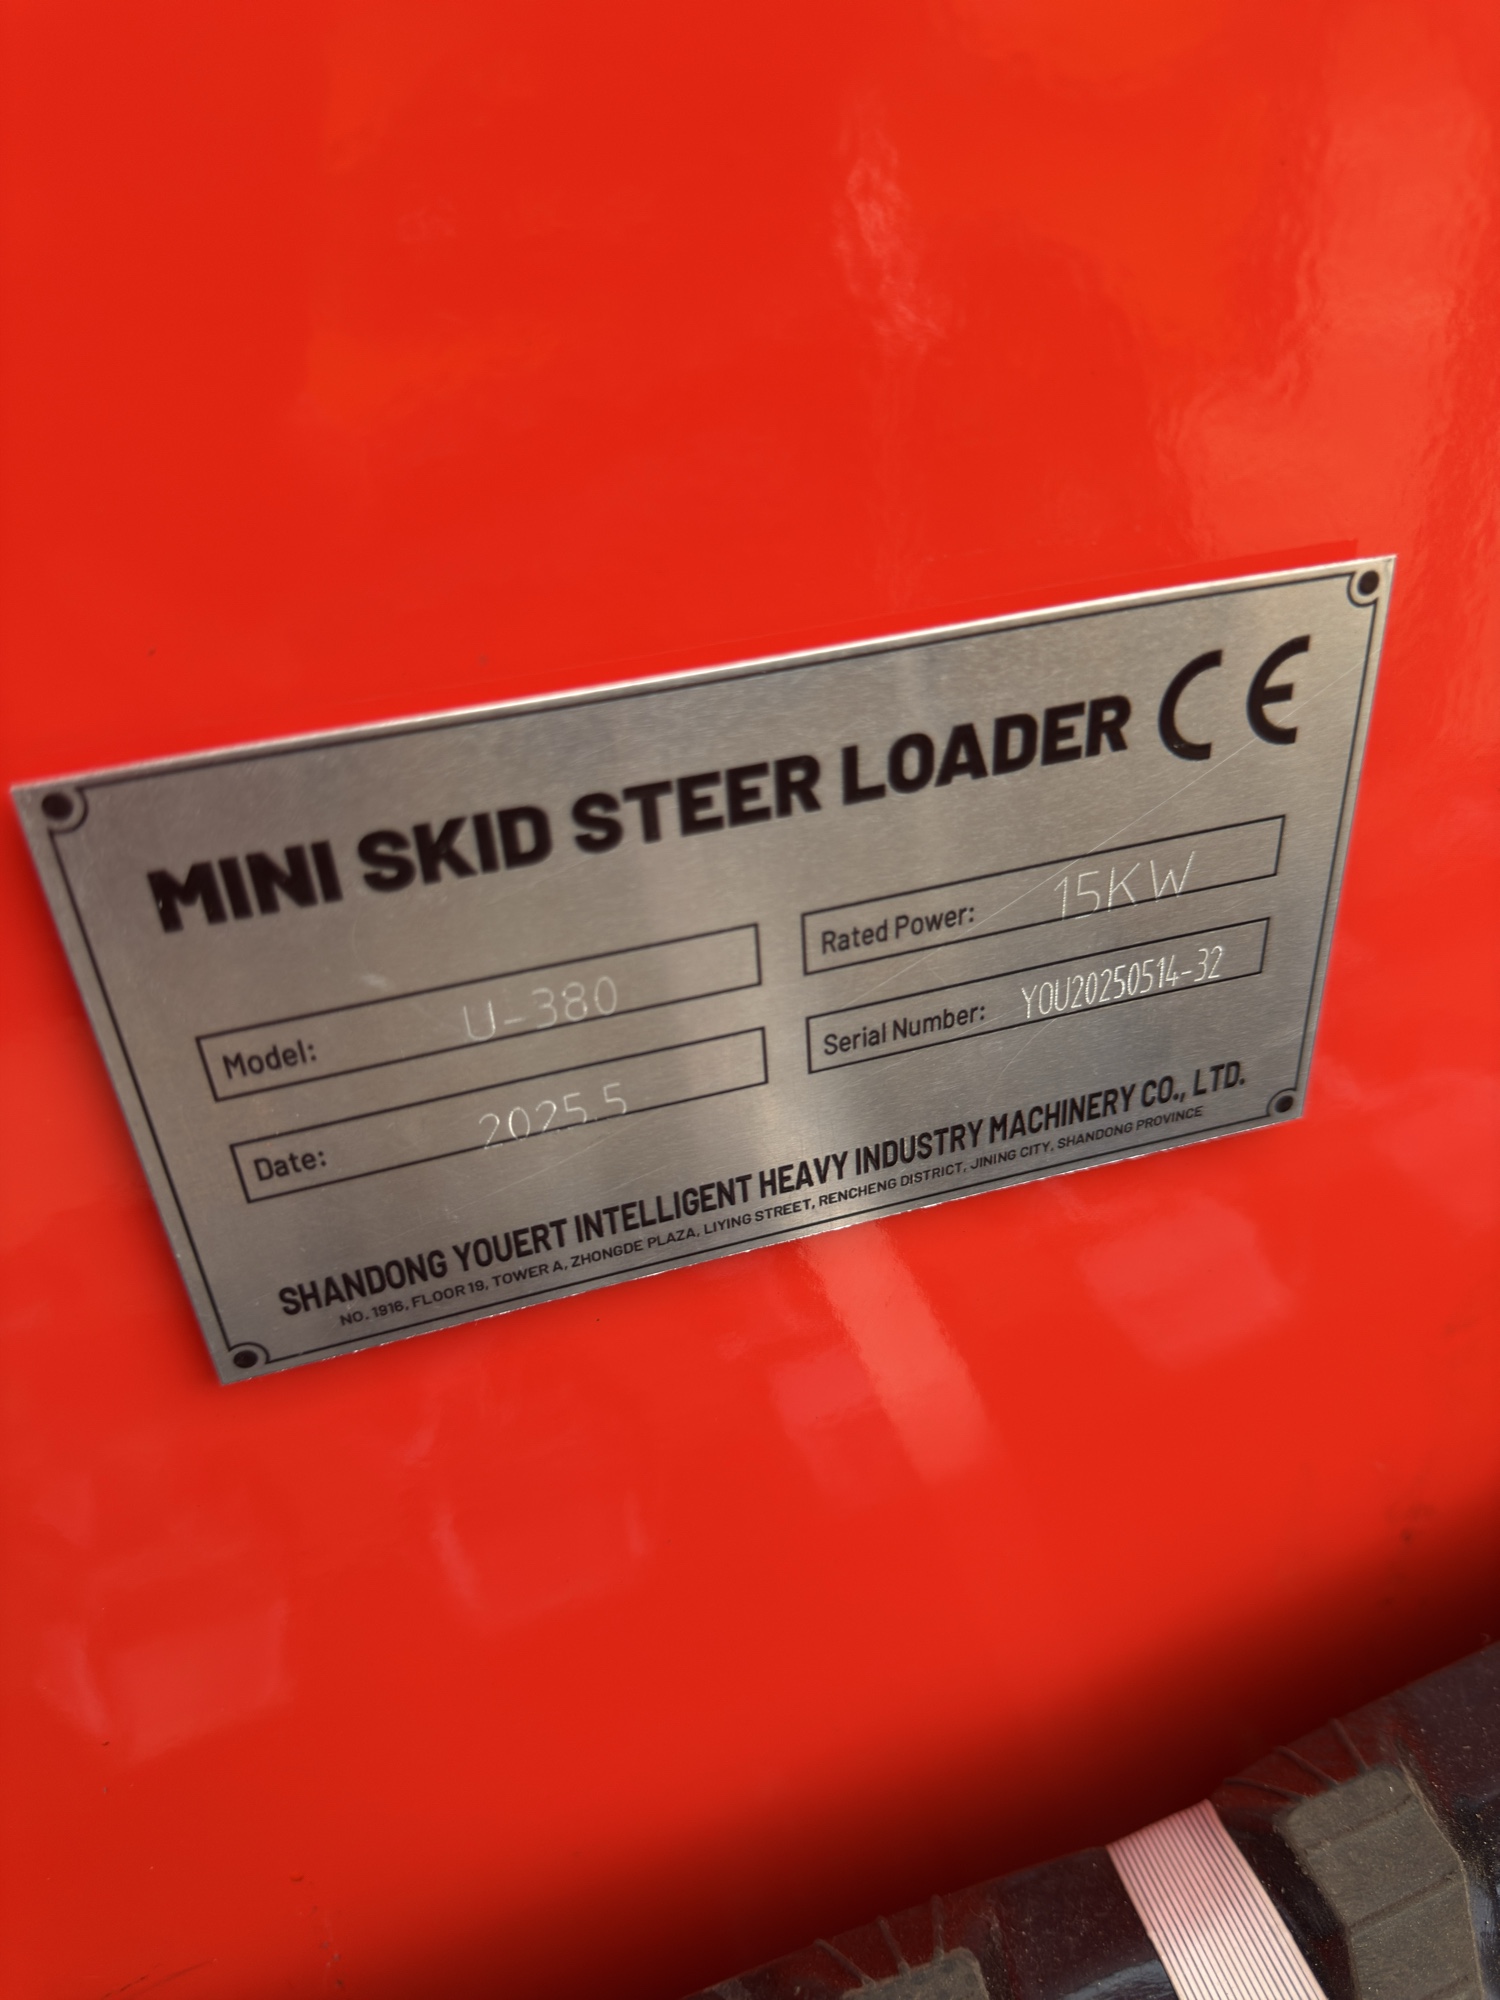 MINI SKID STEER LOADER CE
Model: U-380
Rated Power: 15KW
Date: 2025.5
Serial Number: YOU20250514-32
SHANDONG YOUERT INTELLIGENT HEAVY INDUSTRY MACHINERY CO., LTD.
NO. 1916, FLOOR 19, TOWER A, ZHONGDE PLAZA, LIYING STREET, RENCHENG DISTRICT, JINING CITY, SHANDONG PROVINCE